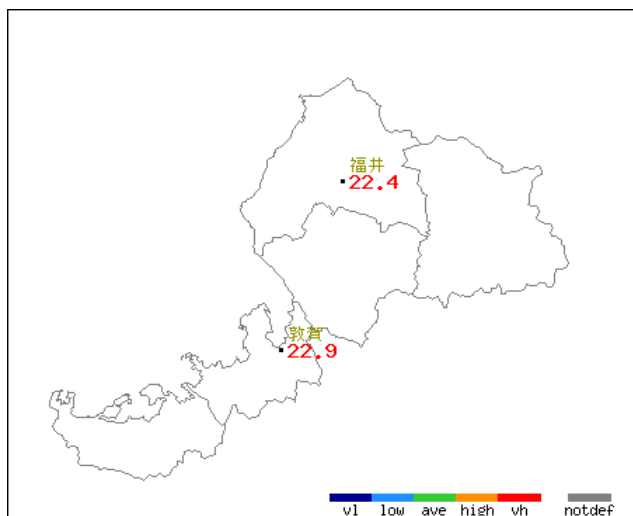 福井
22.4
敦賀
22.9
vl low ave high vh notdef